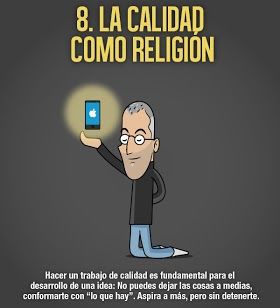 8. LA CALIDAD
COMO RELIGIÓN
Hacer un trabajo de calidad es fundamental para el
desarrollo de una idea: No puedes dejar las cosas a medias,
conformarte con “lo que hay”. Aspira a más, pero sin detenerte.